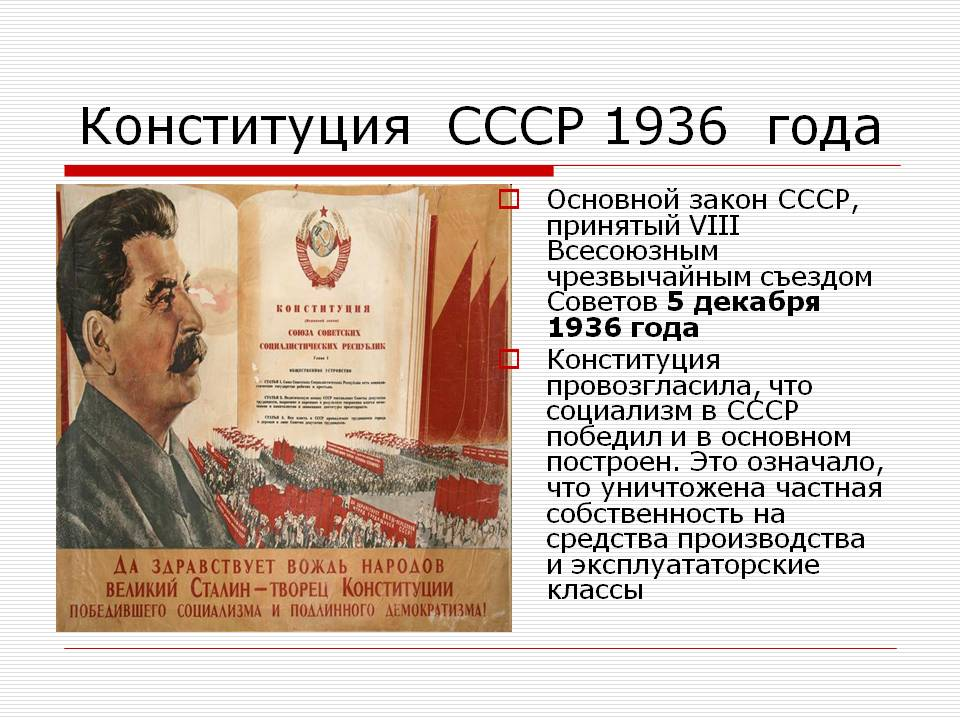 Конституция СССР 1936 года
КОНСТИТУЦИЯ
(Основной закон)
СОЮЗА СОВЕТСКИХ
СОЦИАЛИСТИЧЕСКИХ РЕСПУБЛИК
Глава I
ОБЩЕСТВЕННОЕ УСТРОЙСТВО
ДА ЗДРАВСТВУЕТ ВОЖДЬ НАРОДОВ
ВЕЛИКИЙ СТАЛИН – ТВОРЕЦ КОНСТИТУЦИИ
ПОБЕДИВШЕГО СОЦИАЛИЗМА И ПОДЛИННОГО ДЕМОКРАТИЗМА!
Основной закон СССР,
принятый VIII
Всесоюзным
чрезвычайным съездом
Советов 5 декабря
1936 года
Конституция
провозгласила, что
социализм в СССР
победил и в основном
построен. Это означало,
что уничтожена частная
собственность на
средства производства
и эксплуататорские
классы